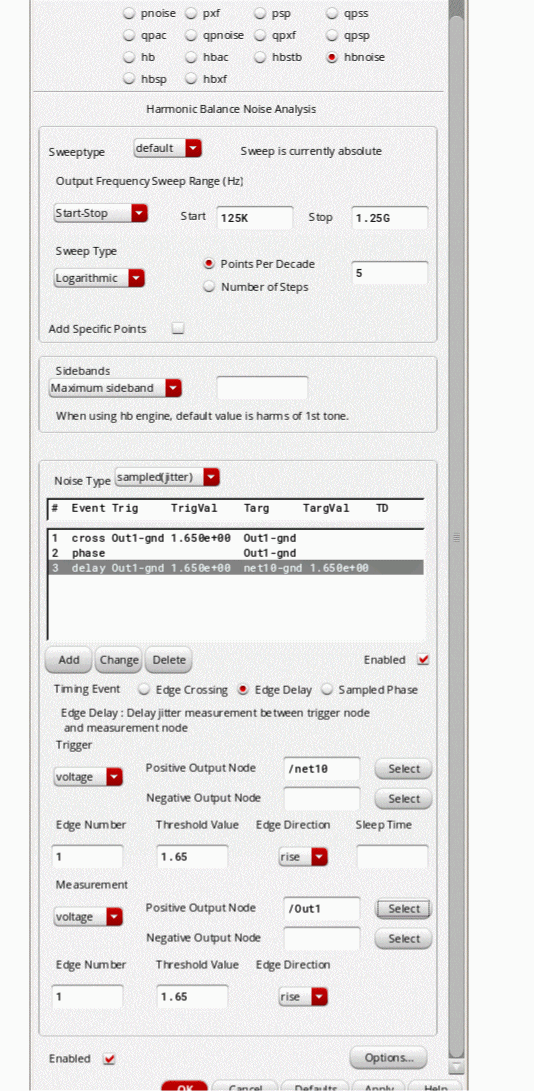 pnoise pxf psp qpss
qpac qpnoise qpxf qpsp
hb hbac hbstb hbnoise
hbsp hbxf
Harmonic Balance Noise Analysis
Sweeptype default Sweep is currently absolute
Output Frequency Sweep Range (Hz)
Start-Stop Start 125K Stop 1.25G
Sweep Type
Logarithmic Points Per Decade 5
Number of Steps
Add Specific Points
Sidebands
Maximum sideband
When using hb engine, default value is harms of 1st tone.
Noise Type sampled(jitter)
# Event Trig TrigVal Targ TargVal TD
1 cross Out1-gnd 1.650e+00 Out1-gnd
2 phase Out1-gnd
3 delay Out1-gnd 1.650e+00 net10-gnd 1.650e+00
Add Change Delete Enabled
Timing Event Edge Crossing Edge Delay Sampled Phase
Edge Delay : Delay jitter measurement between trigger node
and measurement node
Trigger
voltage Positive Output Node /net10 Select
Negative Output Node Select
Edge Number Threshold Value Edge Direction Sleep Time
1 1.65 rise
Measurement
voltage Positive Output Node /Out1 Select
Negative Output Node Select
Edge Number Threshold Value Edge Direction
1 1.65 rise
Enabled Options...
OK Cancel Defaults Apply Help